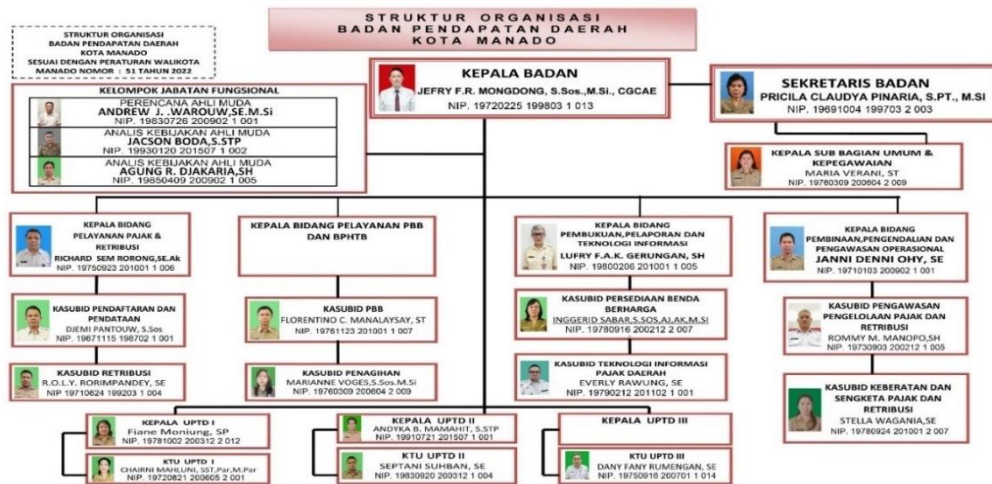 STRUKTUR ORGANISASI
BADAN PENDAPATAN DAERAH
KOTA MANADO
STRUKTUR ORGANISASI
BADAN PENDAPATAN DAERAH
KOTA MANADO
SESUAI DENGAN PERATURAN WALIKOTA
MANADO NOMOR : 51 TAHUN 2022
KEPALA BADAN
JEFRY F.R. MONGDONG, S.Sos., M.Si., CGCAE
NIP. 19720225 199803 1 013
SEKRETARIS BADAN
PRICILA CLAUDYA PINARIA, S.PT., M.SI
NIP. 19691004 199703 2 003
KELOMPOK JABATAN FUNGSIONAL
PERENCANA AHLI MUDA
ANDREW J. .WAROUW,SE.M.Si
NIP. 19830726 200902 1 001
ANALIS KEBIJAKAN AHLI MUDA
JACSON BODA,S.STP
NIP. 19930120 201507 1 002
ANALIS KEBIJAKAN AHLI MUDA
AGUNG R. DJAKARIA,SH
NIP. 19850409 200902 1 005
KEPALA SUB BAGIAN UMUM &
KEPEGAWAIAN
MARIA VERANI, ST
NIP. 19760309 200604 2 009
KEPALA BIDANG
PELAYANAN PAJAK &
RETRIBUSI
RICHARD SEM RORONG,SE.Ak
NIP. 19750923 201001 1 006
KEPALA BIDANG PELAYANAN PBB
DAN BPHTB
KEPALA BIDANG
PEMBUKUAN,PELAPORAN DAN
TEKNOLOGI INFORMASI
LUFRY F.A.K. GERUNGAN, SH
NIP. 19800206 201001 1 005
KEPALA BIDANG
PEMBINAAN,PENGENDALIAN DAN
PENGAWASAN OPERASIONAL
JANNI DENNI OHY, SE
NIP. 19710103 200902 1 001
KASUBID PENDAFTARAN DAN
PENDATAAN
DJEMI PANTOUW, S.Sos
NIP. 19671115 198702 1 001
KASUBID PBB
FLORENTINO C. MANALAYSAY, ST
NIP. 19761123 201001 1 007
KASUBID PERSEDIAAN BENDA
BERHARGA
INGGERID SABAR,S.SOS,AJ,AK,M.Si
NIP. 19780916 200212 2 007
KASUBID PENGAWASAN
PENGELOLAAN PAJAK DAN
RETRIBUSI
ROMMY M. MANOPO,SH
NIP. 19730903 200212 1 005
KASUBID RETRIBUSI
R.O.L.Y. RORIMPANDEY, SE
NIP 19710624 199203 1 004
KASUBID PENAGIHAN
MARIANNE VOGES,S.Sos.M.Si
NIP. 19760309 200604 2 009
KASUBID TEKNOLOGI INFORMASI
PAJAK DAERAH
EVERLY RAWUNG, SE
NIP. 19790212 201102 1 001
KASUBID KEBERATAN DAN
SENGKETA PAJAK DAN
RETRIBUSI
STELLA WAGANIA,SE
NIP. 19780924 201001 2 007
KEPALA UPTD I
Fiane Moniung, SP
NIP. 19781002 200312 2 012
KEPALA UPTD II
ANDYKA B. MAMAHIT, S.STP
NIP. 19910721 201507 1 001
KEPALA UPTD III
KTU UPTD I
CHAIRNI MAHLUNI, SST,Par,M.Par
NIP. 19720821 200605 2 001
KTU UPTD II
SEPTANI SUHBAN, SE
NIP. 19830920 200312 1 004
KTU UPTD III
DANY FANY RUMENGAN, SE
NIP. 19750916 200701 1 014